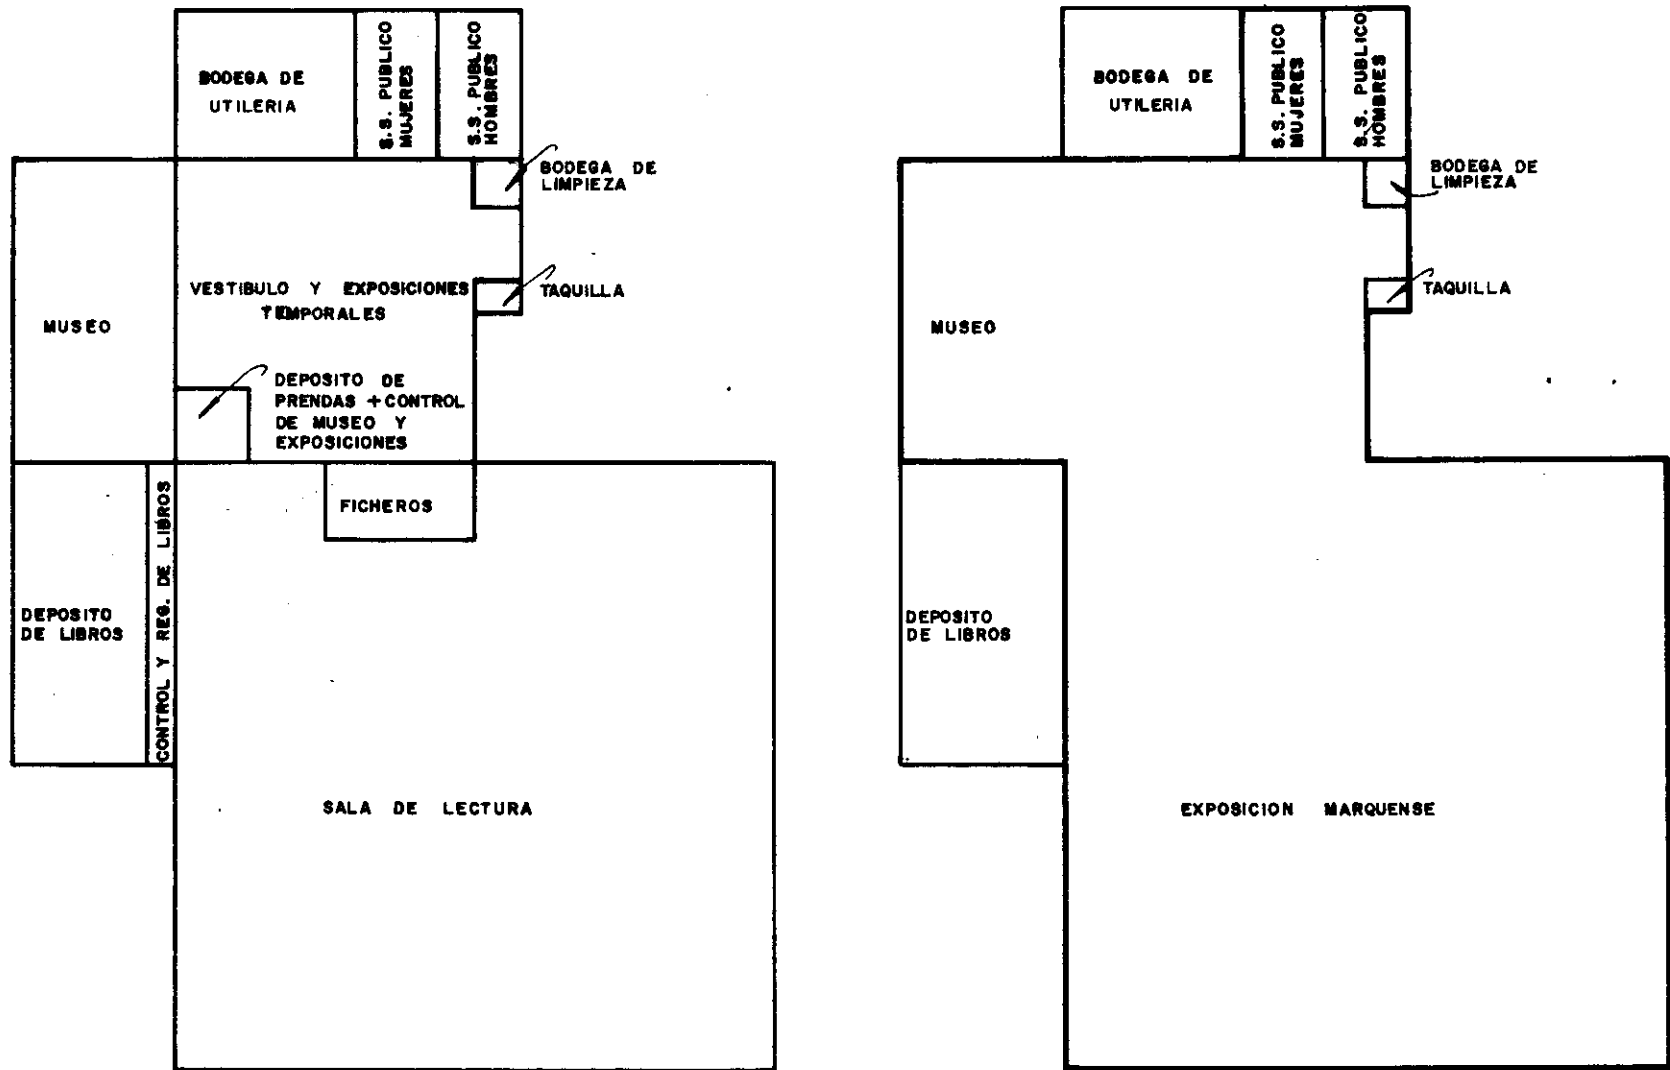 BODEGA DE
UTILERIA
S.S. PUBLICO
MUJERES
S.S. PUBLICO
HOMBRES
BODEGA DE
LIMPIEZA
VESTIBULO Y EXPOSICIONES
TEMPORALES
TAQUILLA
MUSEO
DEPOSITO DE
PRENDAS + CONTROL
DE MUSEO Y
EXPOSICIONES
FICHEROS
DEPOSITO
DE LIBROS
CONTROL Y REG. DE LIBROS
SALA DE LECTURA
BODEGA DE
UTILERIA
S.S. PUBLICO
MUJERES
S.S. PUBLICO
HOMBRES
BODEGA DE
LIMPIEZA
TAQUILLA
MUSEO
DEPOSITO
DE LIBROS
EXPOSICION MARQUENSE